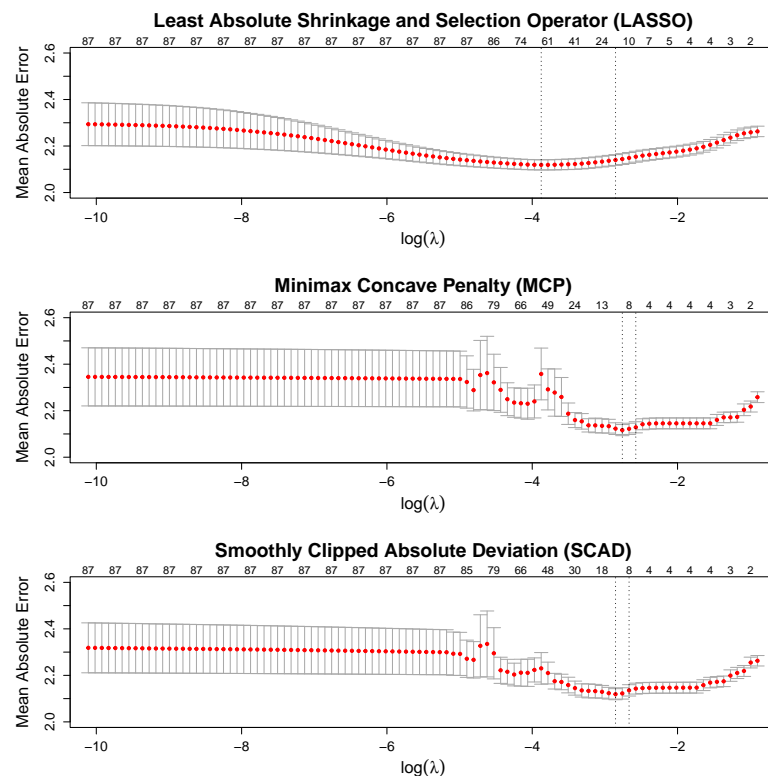 Least Absolute Shrinkage and Selection Operator (LASSO)
87 87 87 87 87 87 87 87 87 87 87 86 74 61 41 24 10 7 5 4 4 3 2
Mean Absolute Error
2.0 2.2 2.4 2.6
−10 −8 −6 −4 −2
log(λ)
Minimax Concave Penalty (MCP)
87 87 87 87 87 87 87 87 87 87 86 79 66 49 24 13 8 4 4 4 4 3 2
Mean Absolute Error
2.0 2.2 2.4 2.6
−10 −8 −6 −4 −2
log(λ)
Smoothly Clipped Absolute Deviation (SCAD)
87 87 87 87 87 87 87 87 87 87 85 79 66 48 30 18 8 4 4 4 4 3 2
Mean Absolute Error
2.0 2.2 2.4 2.6
−10 −8 −6 −4 −2
log(λ)